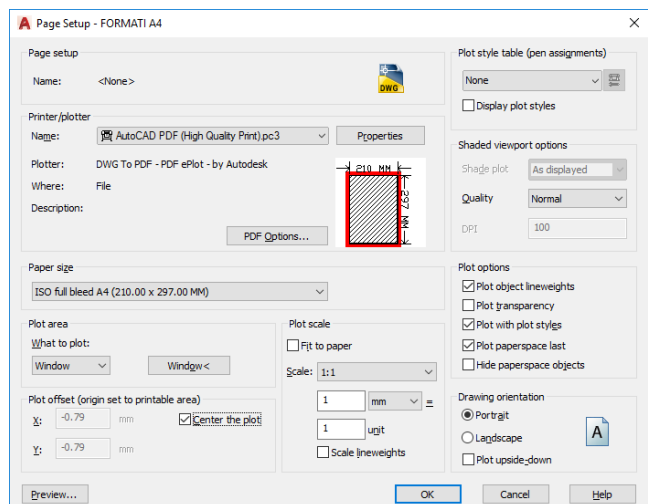 Page Setup - FORMATI A4
Page setup
Name: <None>
DWG
Printer/plotter
Name: AutoCAD PDF (High Quality Print).pc3 Properties
Plotter: DWG To PDF - PDF ePlot - by Autodesk
Where: File
Description:
PDF Options...
210 MM
297 MM
Paper size
ISO full bleed A4 (210.00 x 297.00 MM)
Plot area
What to plot:
Window Window<
Plot offset (origin set to printable area)
X: -0.79 mm Center the plot
Y: -0.79 mm
Plot scale
Fit to paper
Scale: 1:1
1 mm =
1 unit
Scale lineweights
Plot style table (pen assignments)
None
Display plot styles
Shaded viewport options
Shade plot As displayed
Quality Normal
DPI 100
Plot options
Plot object lineweights
Plot transparency
Plot with plot styles
Plot paperspace last
Hide paperspace objects
Drawing orientation
Portrait
Landscape
Plot upside-down
A
Preview... OK Cancel Help